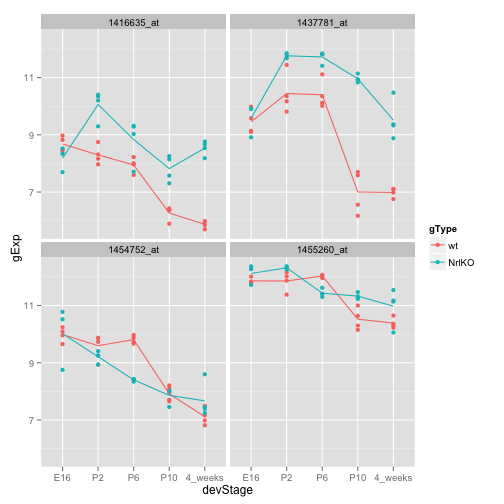 1416635_at
1437781_at
11
9
7
gExp
gType
wt
NrlKO
1454752_at
1455260_at
11
9
7
E16 P2 P6 P10 4_weeks
E16 P2 P6 P10 4_weeks
devStage